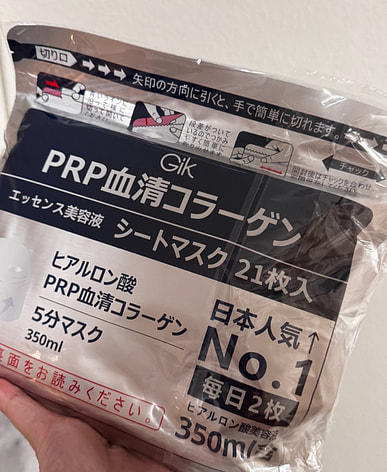 切り口
矢印の方向に引くと、手で簡単に切れます。
チャック
Gik
PRP血清コラーゲン
エッセンス美容液 シートマスク 21枚入
ヒアルロン酸
PRP血清コラーゲン
5分マスク
350ml
日本人気↑
No.1
毎日2枚
ヒアルロン酸美容液
350ml
裏面をお読みください。